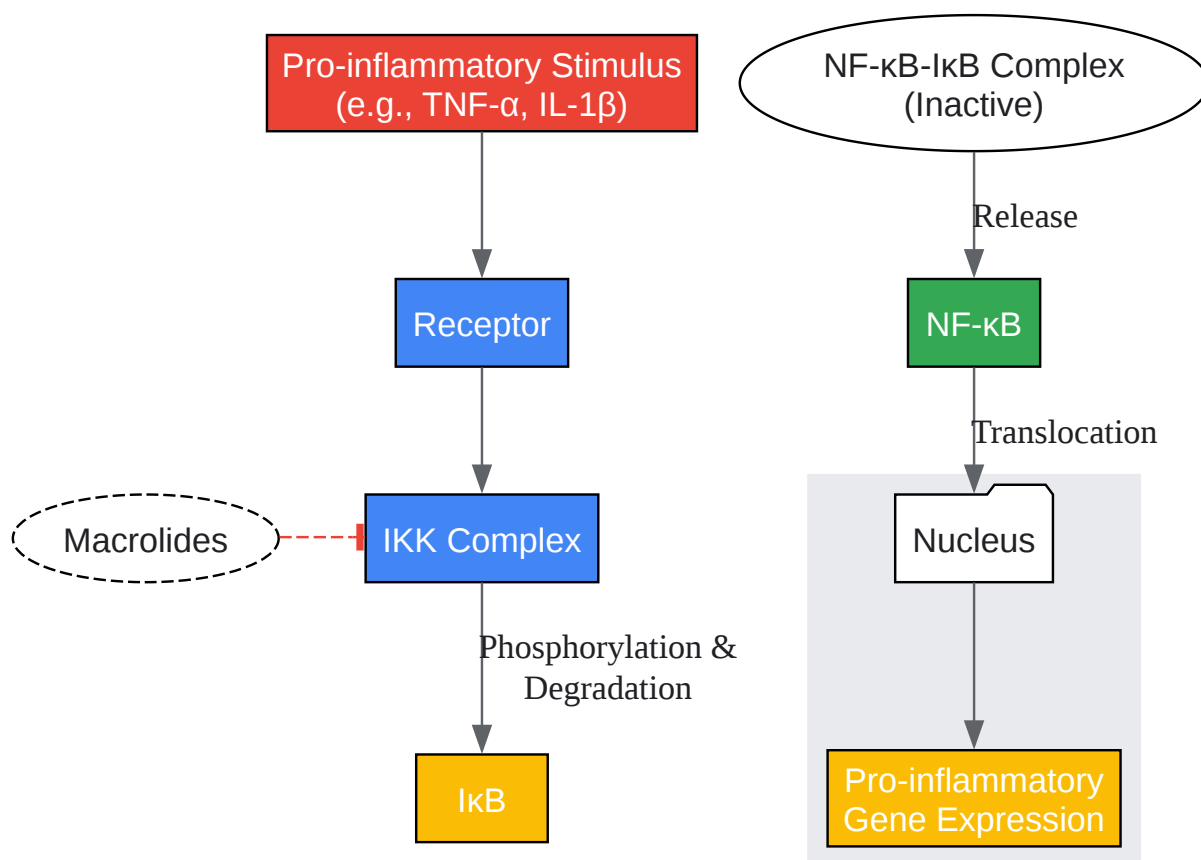 Pro-inflammatory Stimulus
(e.g., TNF-α, IL-1β)
NF-κB-IκB Complex
(Inactive)
Release
Receptor
NF-κB
Translocation
Macrolides
IKK Complex
Nucleus
Phosphorylation &
Degradation
IκB
Pro-inflammatory
Gene Expression